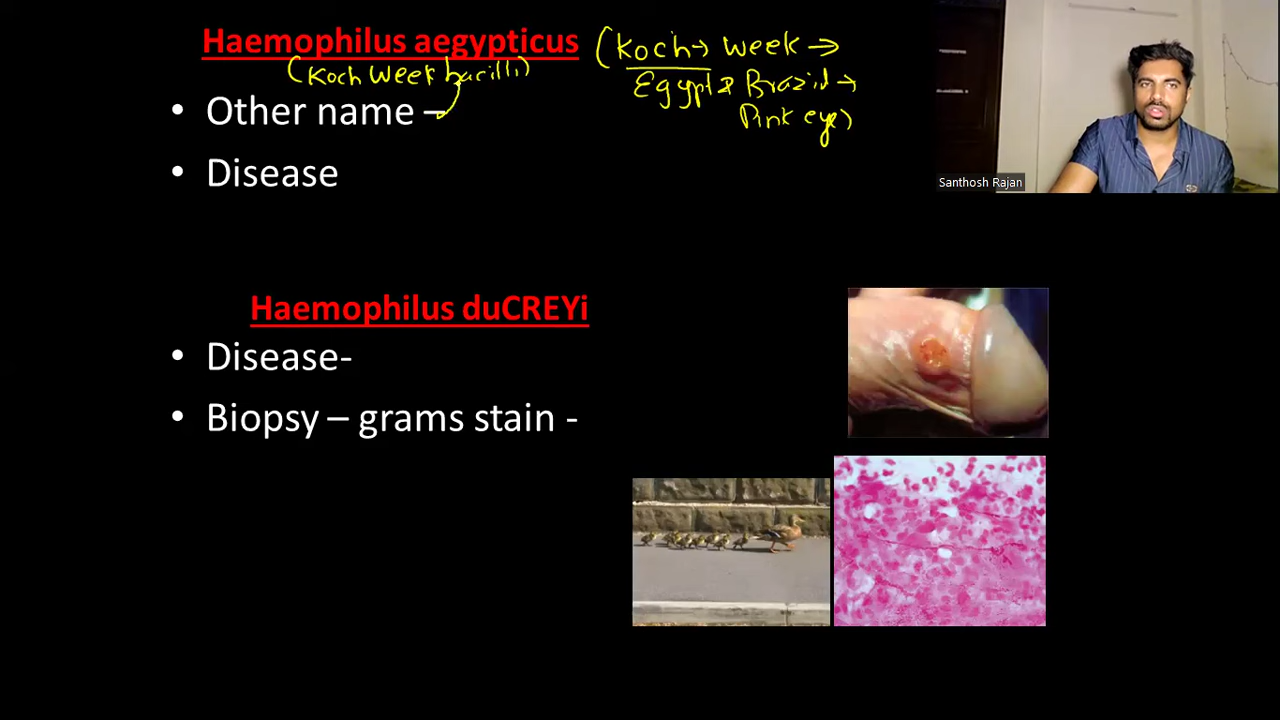 Haemophilus aegypticus
(Koch → week →
(Koch Week bacilli)
Egypt & Brazil →
• Other name –
Pink eye)
• Disease
Santhosh Rajan
Haemophilus duCREYi
• Disease-
• Biopsy – grams stain -